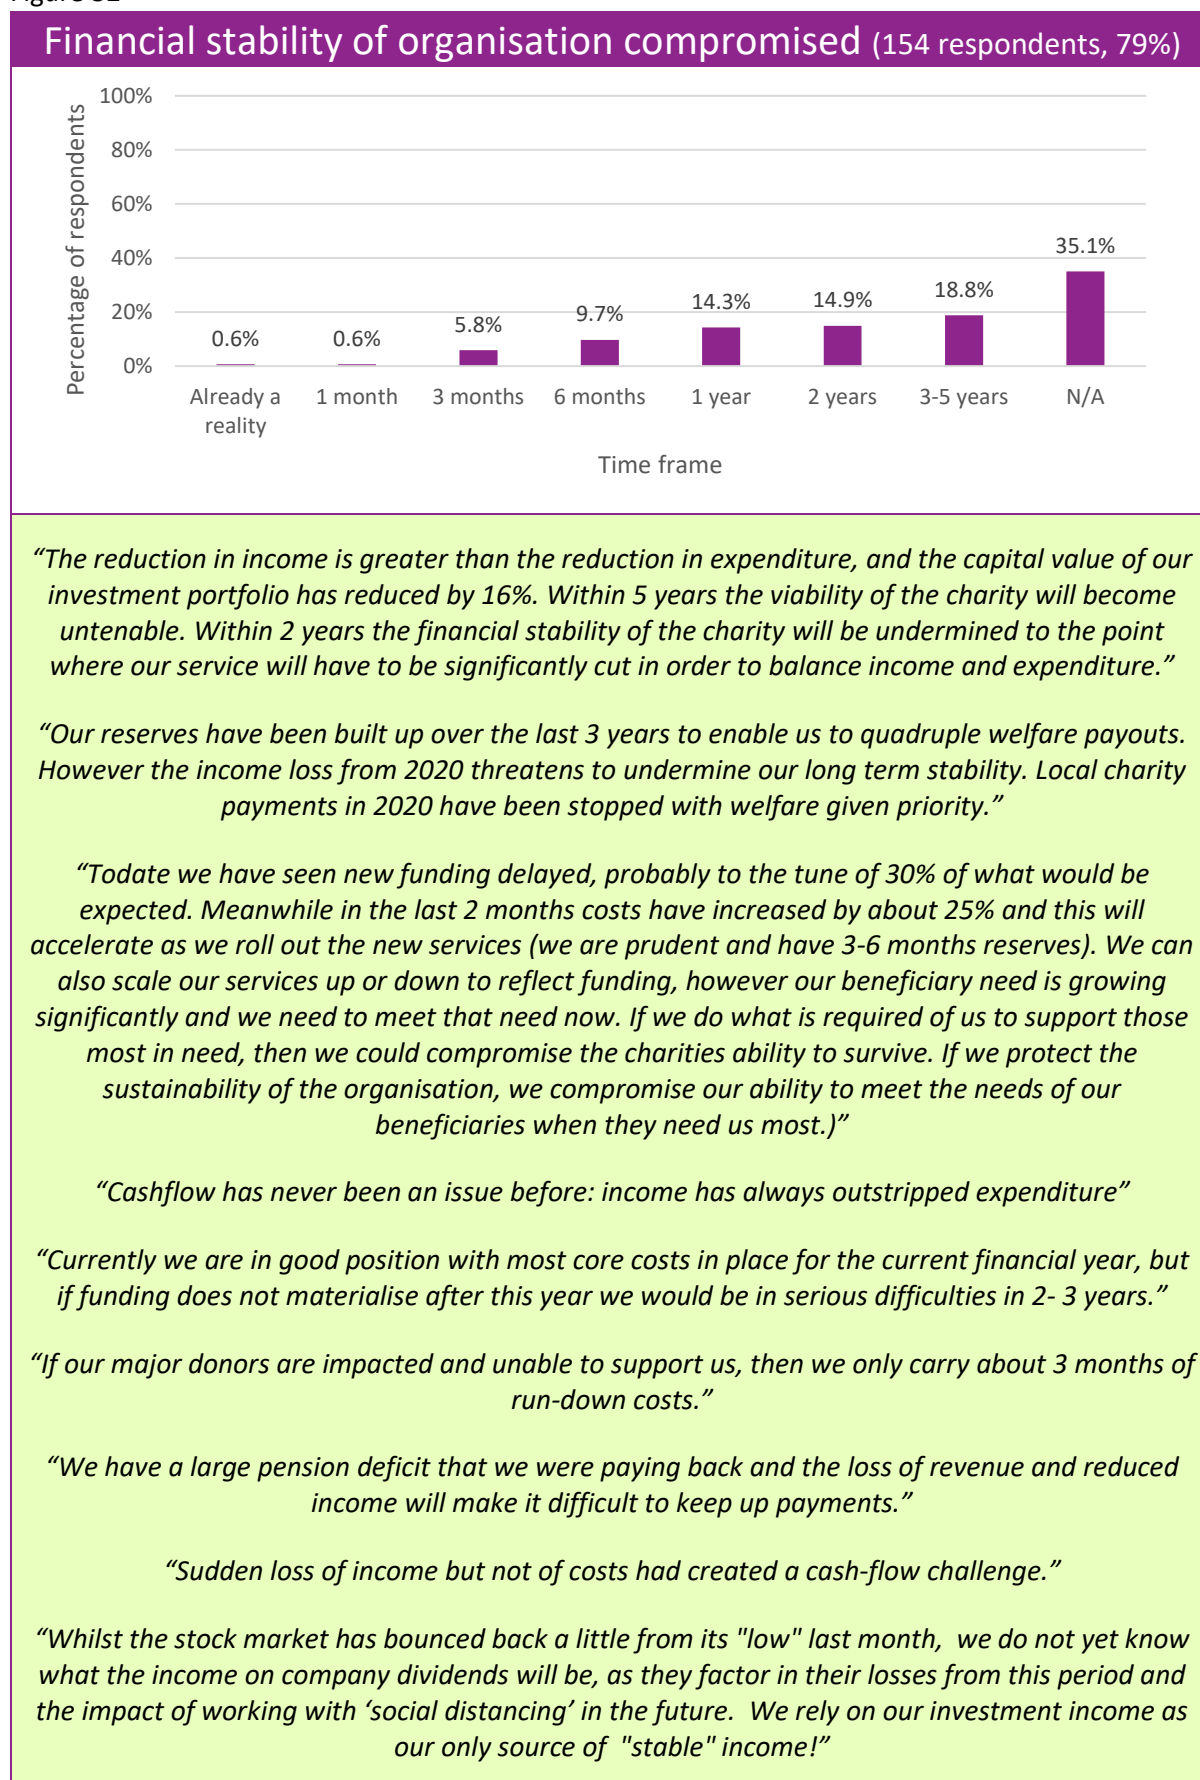 Financial stability of organisation compromised (154 respondents, 79%)
Percentage of respondents
100%
80%
60%
40%
20%
0%
0.6%
0.6%
5.8%
9.7%
14.3%
14.9%
18.8%
35.1%
Already a
reality
1 month
3 months
6 months
1 year
2 years
3-5 years
N/A
Time frame
“The reduction in income is greater than the reduction in expenditure, and the capital value of our
investment portfolio has reduced by 16%. Within 5 years the viability of the charity will become
untenable. Within 2 years the financial stability of the charity will be undermined to the point
where our service will have to be significantly cut in order to balance income and expenditure.”
“Our reserves have been built up over the last 3 years to enable us to quadruple welfare payouts.
However the income loss from 2020 threatens to undermine our long term stability. Local charity
payments in 2020 have been stopped with welfare given priority.”
“Todate we have seen new funding delayed, probably to the tune of 30% of what would be
expected. Meanwhile in the last 2 months costs have increased by about 25% and this will
accelerate as we roll out the new services (we are prudent and have 3-6 months reserves). We can
also scale our services up or down to reflect funding, however our beneficiary need is growing
significantly and we need to meet that need now. If we do what is required of us to support those
most in need, then we could compromise the charities ability to survive. If we protect the
sustainability of the organisation, we compromise our ability to meet the needs of our
beneficiaries when they need us most.)”
“Cashflow has never been an issue before: income has always outstripped expenditure”
“Currently we are in good position with most core costs in place for the current financial year, but
if funding does not materialise after this year we would be in serious difficulties in 2- 3 years.”
“If our major donors are impacted and unable to support us, then we only carry about 3 months of
run-down costs.”
“We have a large pension deficit that we were paying back and the loss of revenue and reduced
income will make it difficult to keep up payments.”
“Sudden loss of income but not of costs had created a cash-flow challenge.”
“Whilst the stock market has bounced back a little from its "low" last month,  we do not yet know
what the income on company dividends will be, as they factor in their losses from this period and
the impact of working with ‘social distancing’ in the future.  We rely on our investment income as
our only source of  "stable" income!”